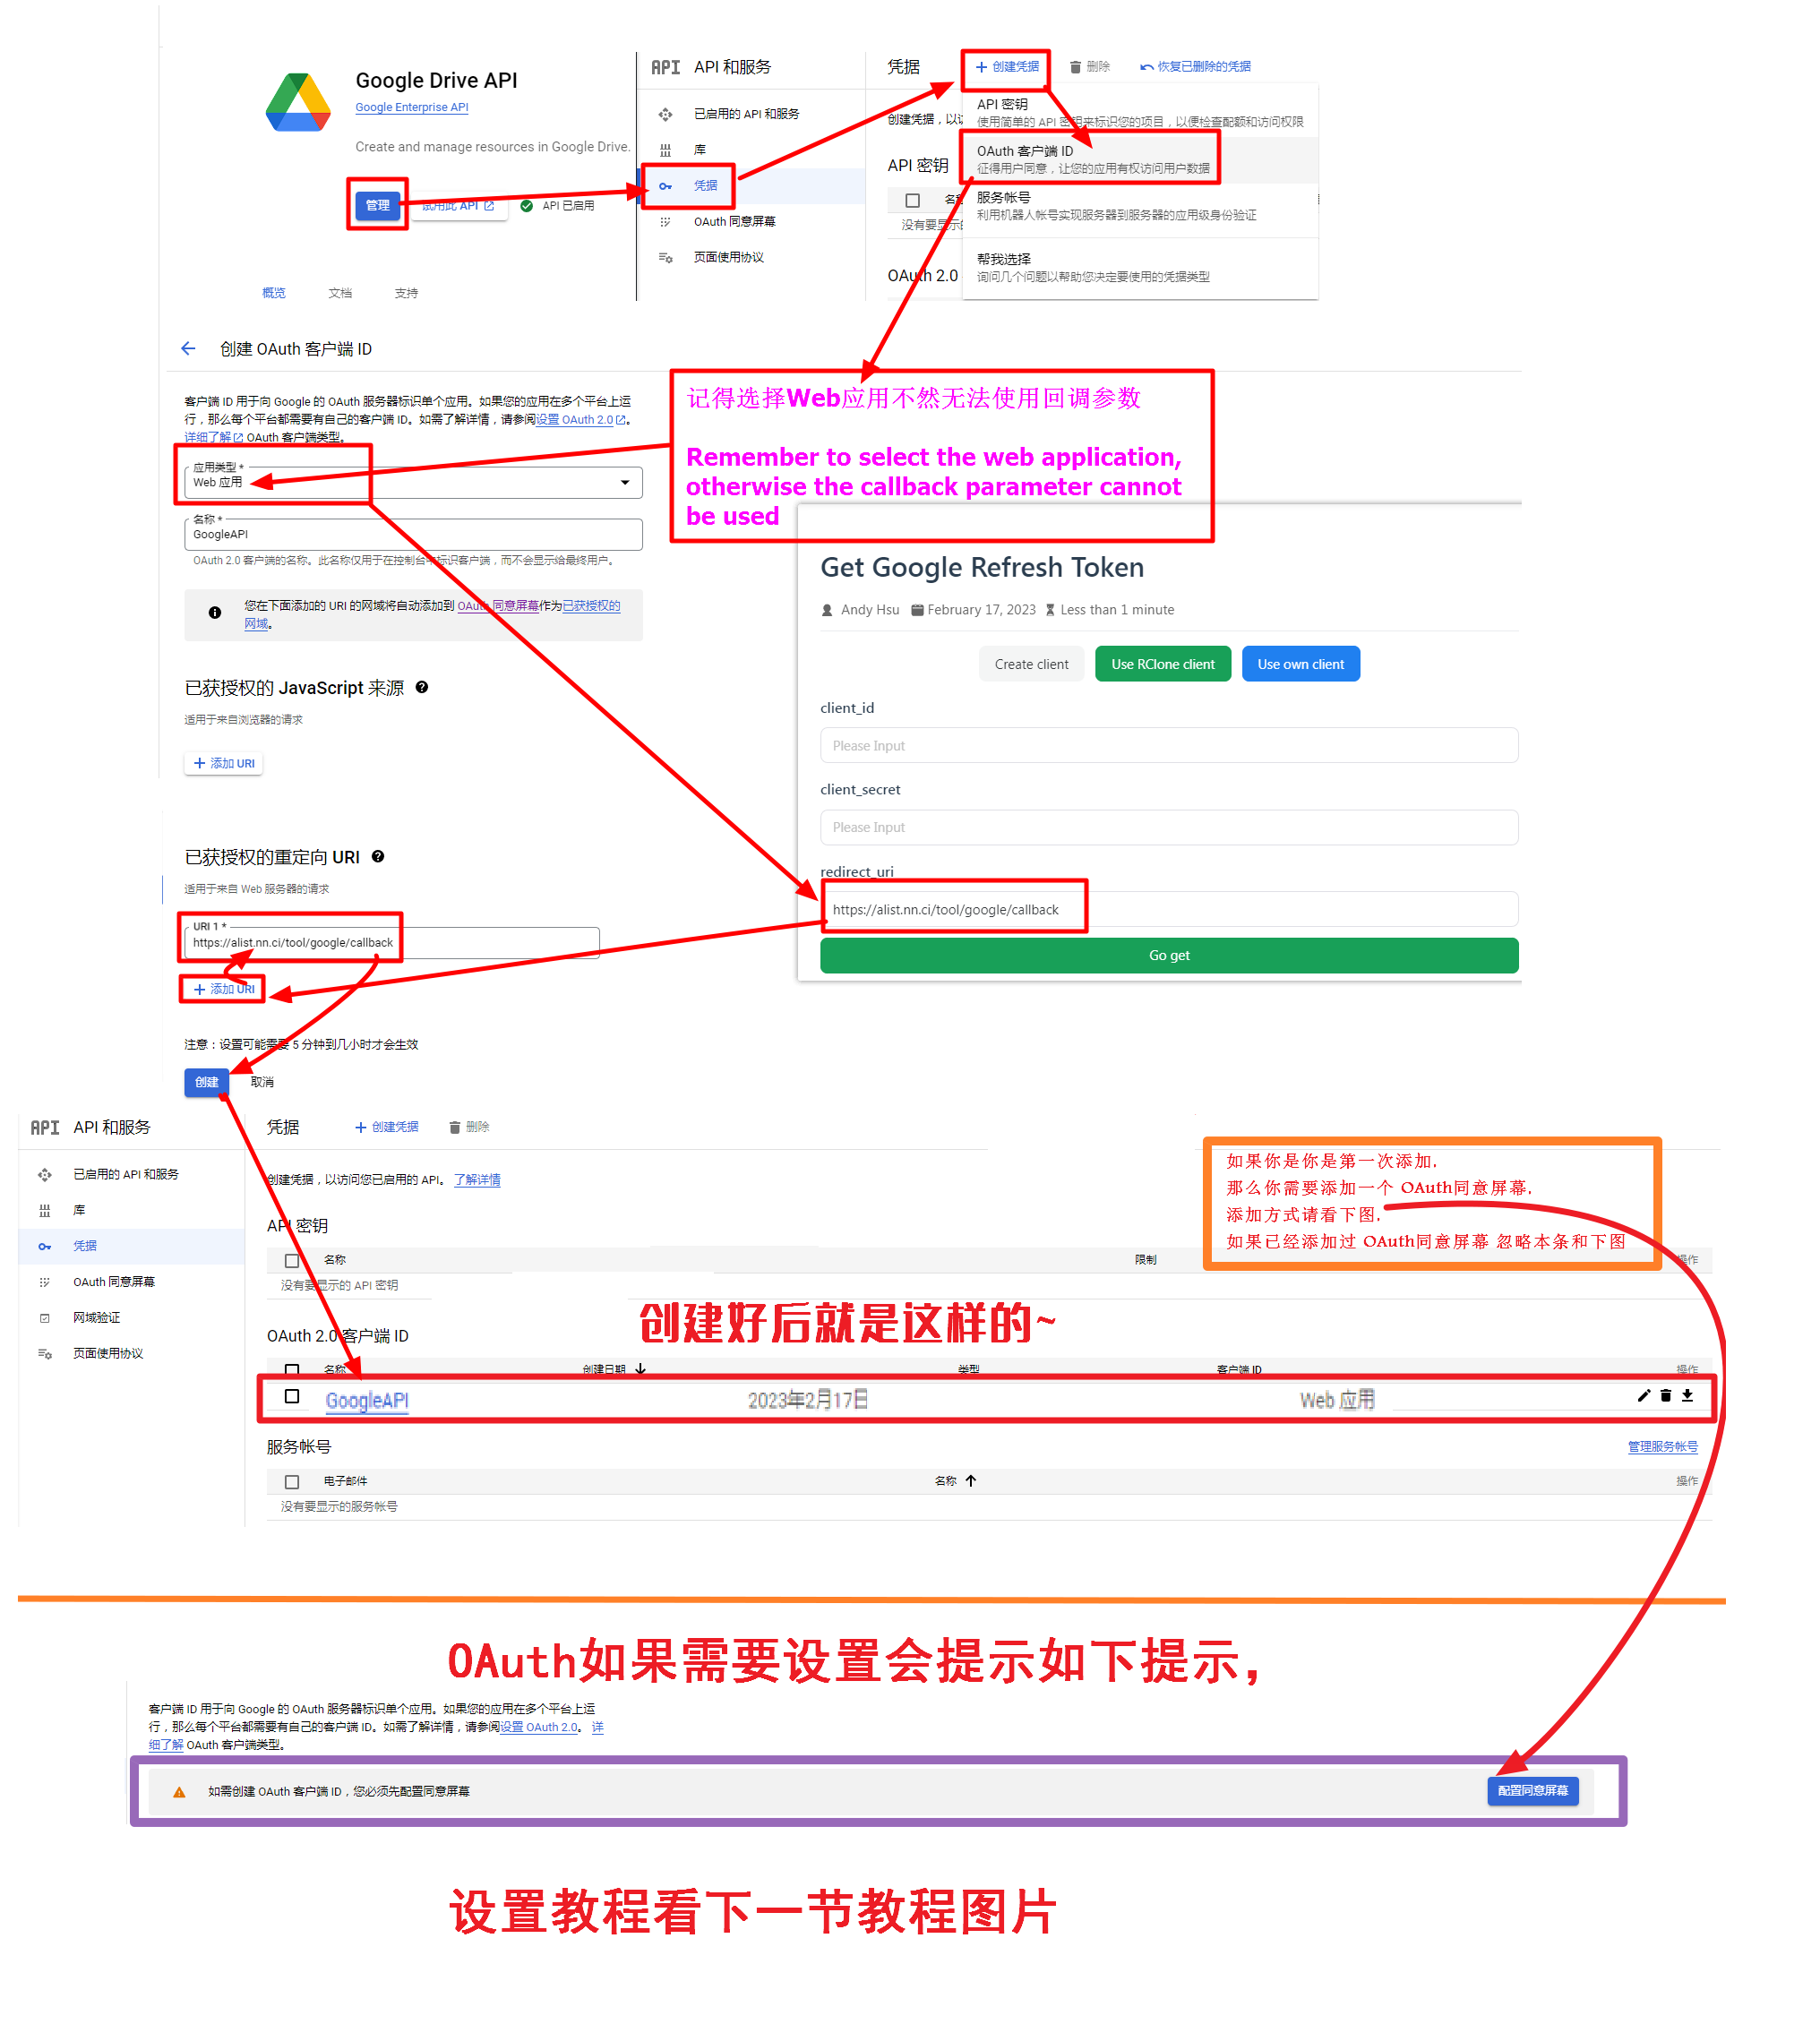 Google Drive API
Google Enterprise API
Create and manage resources in Google Drive.
管理
试用此 API
API 已启用
概览
文档
支持
API API 和服务
已启用的 API 和服务
库
凭据
OAuth 同意屏幕
页面使用协议
凭据
创建凭据
删除
恢复已删除的凭据
创建凭据，以
API 密钥
没有要显示
OAuth 2.0
API 密钥
使用简单的 API 密钥来标识您的项目，以便检查配额和访问权限
OAuth 客户端 ID
征得用户同意，让您的应用有权访问用户数据
服务帐号
利用机器人帐号实现服务器到服务器的应用级身份验证
帮我选择
询问几个问题以帮助您决定要使用的凭据类型
创建 OAuth 客户端 ID
客户端 ID 用于向 Google 的 OAuth 服务器标识单个应用。如果您的应用在多个平台上运
行，那么每个平台都需要有自己的客户端 ID。如需了解详情，请参阅设置 OAuth 2.0。
详细了解 OAuth 客户端类型。
应用类型 *
Web 应用
名称 *
GoogleAPI
OAuth 2.0 客户端的名称。此名称仅用于在控制台中标识客户端，而不会显示给最终用户。
您在下面添加的 URI 的网域将自动添加到 OAuth 同意屏幕作为已获授权的
网域。
已获授权的 JavaScript 来源
适用于来自浏览器的请求
添加 URI
记得选择Web应用不然无法使用回调参数
Remember to select the web application,
otherwise the callback parameter cannot
be used
Get Google Refresh Token
Andy Hsu February 17, 2023 Less than 1 minute
Create client
Use RClone client
Use own client
client_id
Please Input
client_secret
Please Input
redirect_uri
https://alist.nn.ci/tool/google/callback
Go get
已获授权的重定向 URI
适用于来自 Web 服务器的请求
URI 1 *
https://alist.nn.ci/tool/google/callback
添加 URI
注意：设置可能需要 5 分钟到几小时才会生效
创建
取消
API API 和服务
已启用的 API 和服务
库
凭据
OAuth 同意屏幕
网域验证
页面使用协议
凭据
创建凭据
删除
创建凭据，以访问您已启用的 API。 了解详情
如果你是你是第一次添加,
那么你需要添加一个 OAuth同意屏幕,
添加方式请看下图,
如果已经添加过 OAuth同意屏幕 忽略本条和下图
API 密钥
名称
限制
操作
没有要显示的 API 密钥
创建好后就是这样的~
OAuth 2.0 客户端 ID
名称
创建日期
类型
客户端 ID
操作
GoogleAPI
2023年2月17日
Web 应用
服务帐号
管理服务帐号
电子邮件
名称
操作
没有要显示的服务帐号
OAuth如果需要设置会提示如下提示,
客户端 ID 用于向 Google 的 OAuth 服务器标识单个应用。如果您的应用在多个平台上运
行，那么每个平台都需要有自己的客户端 ID。如需了解详情，请参阅设置 OAuth 2.0。 详
细了解 OAuth 客户端类型。
如需创建 OAuth 客户端 ID，您必须先配置同意屏幕
配置同意屏幕
设置教程看下一节教程图片